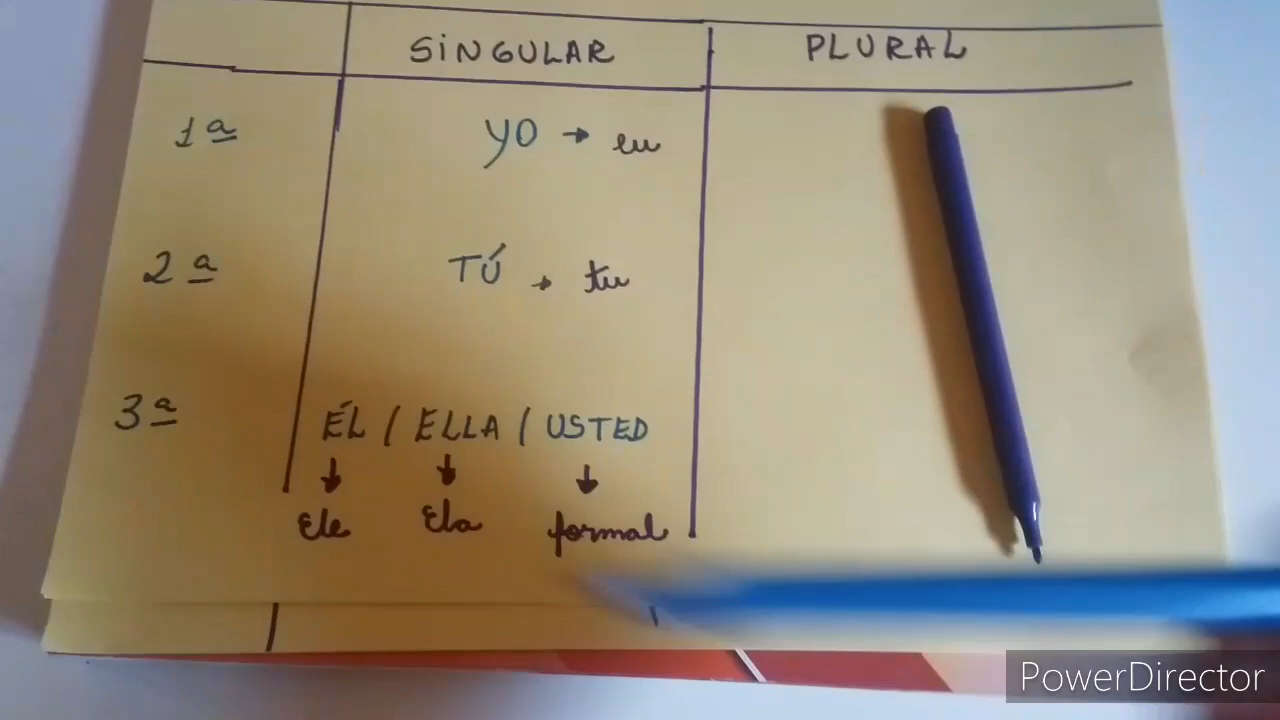 SINGULAR PLURAL
1ª YO → eu
2ª TÚ → tu
3ª ÉL / ELLA / USTED
↓ ↓ ↓
Ele Ela formal
PowerDirector